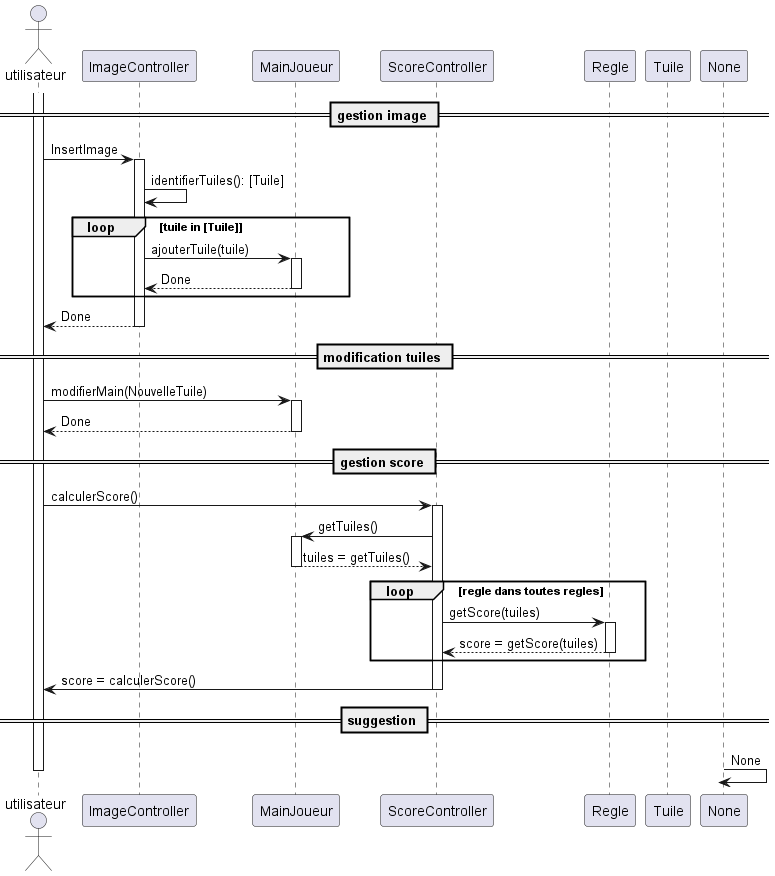 utilisateur
ImageController
MainJoueur
ScoreController
Regle
Tuile
None
gestion image
InsertImage
identifierTuiles(): [Tuile]
loop
[tuile in [Tuile]]
ajouterTuile(tuile)
Done
Done
modification tuiles
modifierMain(NouvelleTuile)
Done
gestion score
calculerScore()
getTuiles()
tuiles = getTuiles()
loop
[regle dans toutes regles]
getScore(tuiles)
score = getScore(tuiles)
score = calculerScore()
suggestion
None
utilisateur
ImageController
MainJoueur
ScoreController
Regle
Tuile
None